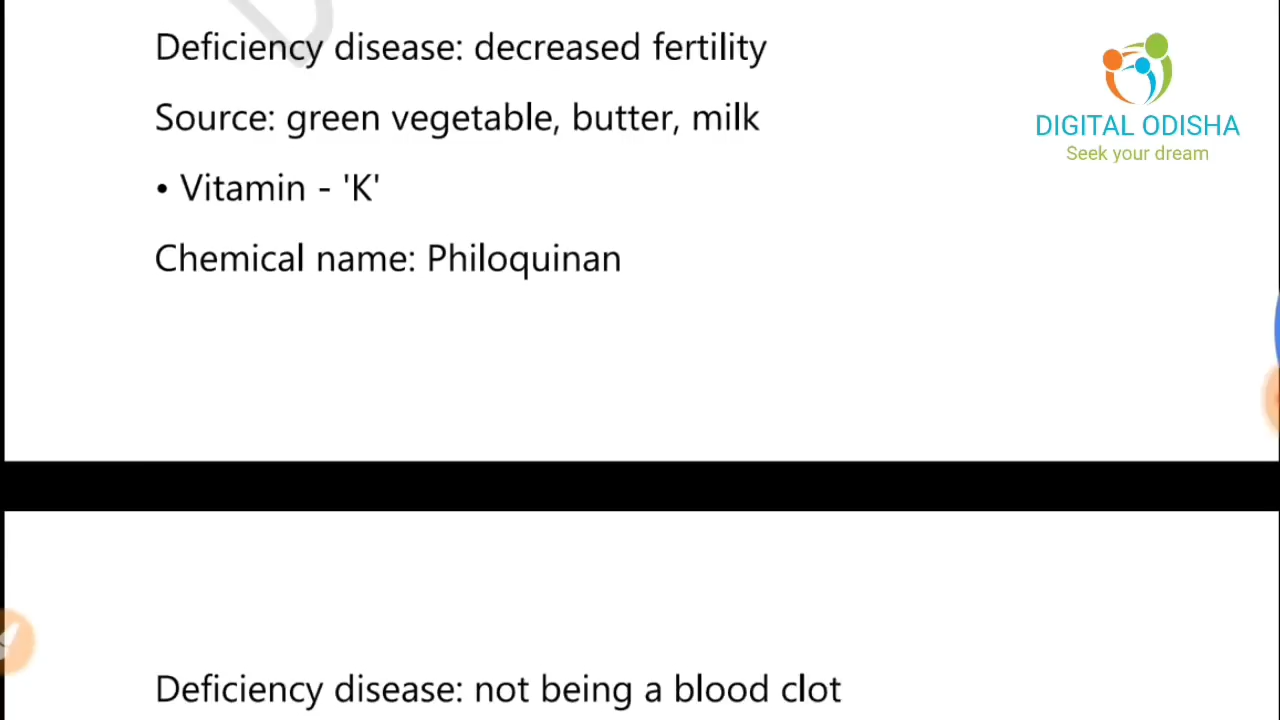 Deficiency disease: decreased fertility
Source: green vegetable, butter, milk
• Vitamin - 'K'
Chemical name: Philoquinan
DIGITAL ODISHA
Seek your dream
Deficiency disease: not being a blood clot